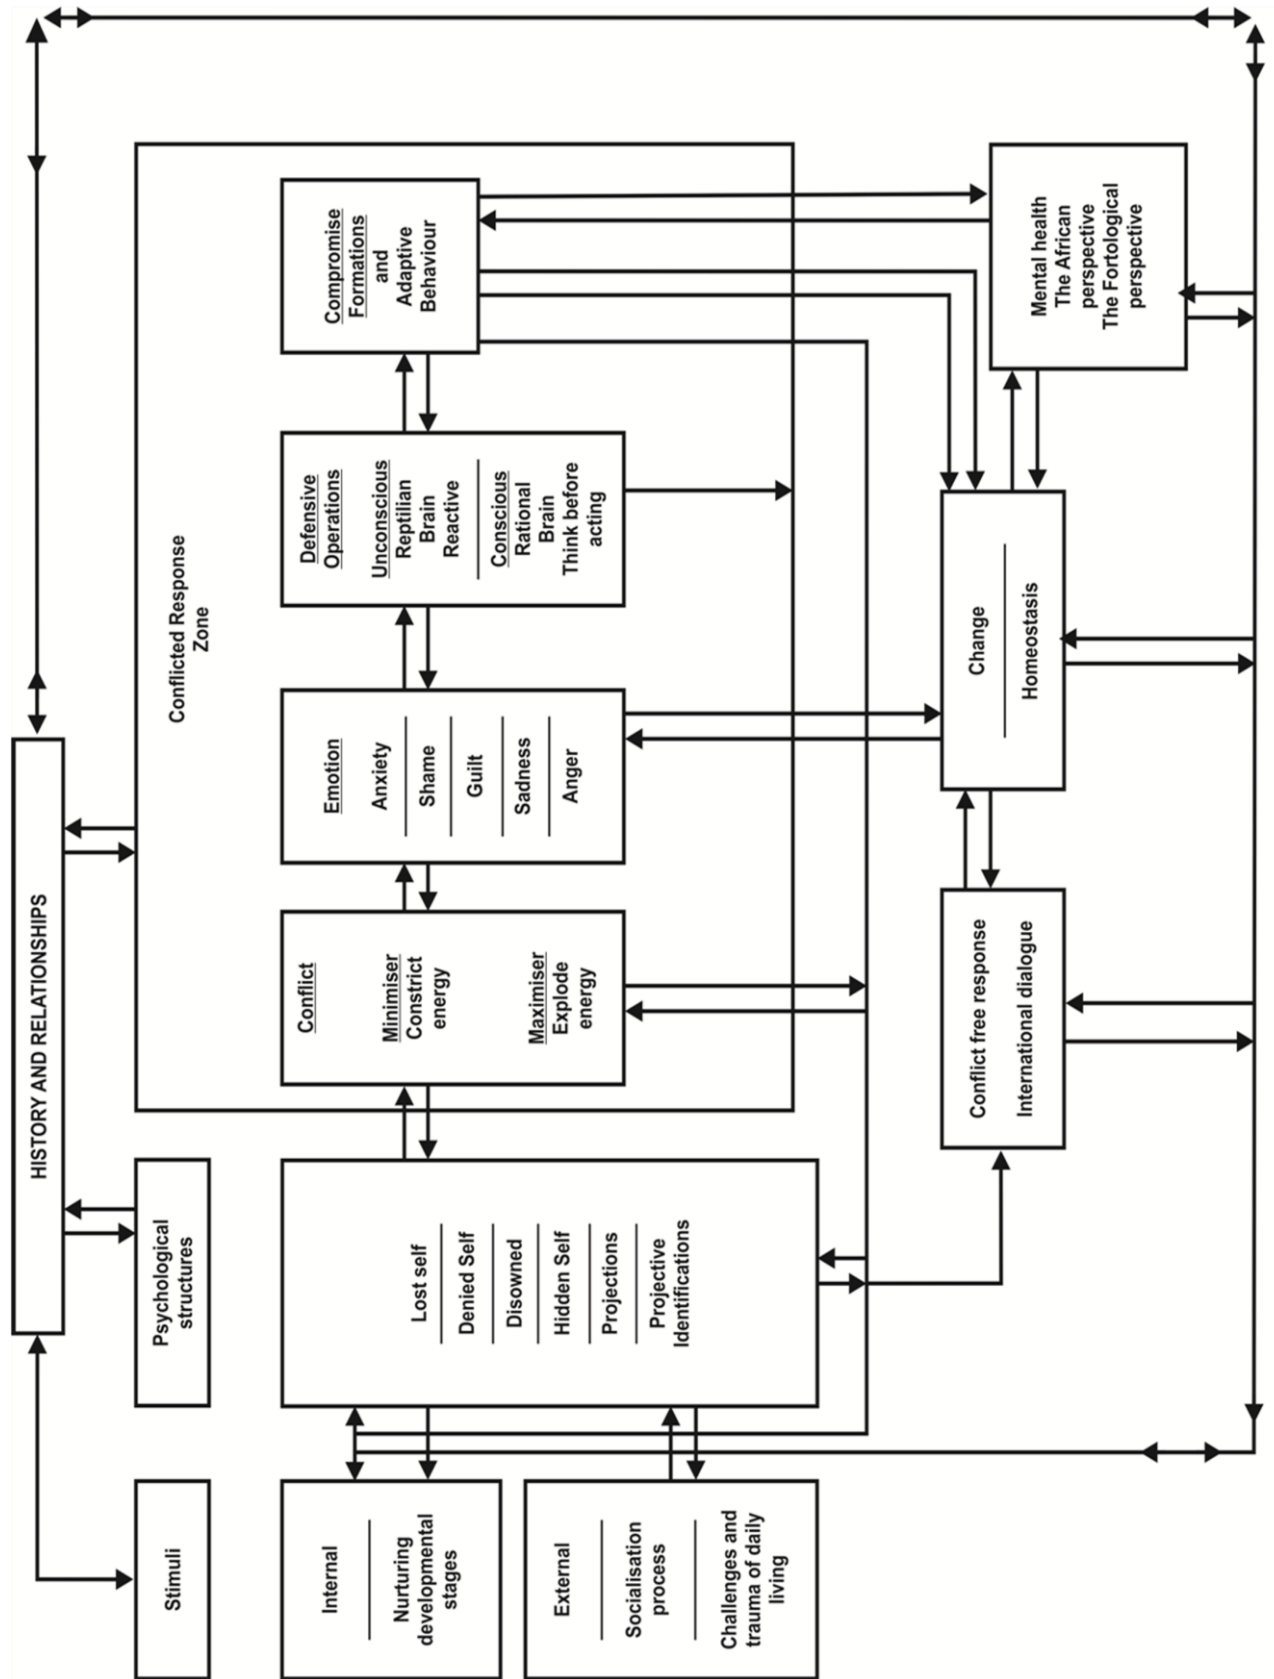 HISTORY AND RELATIONSHIPS
Stimuli
Psychological
structures
Conflicted Response
Zone
Internal
Nurturing
developmental
stages
External
Socialisation
process
Challenges and
trauma of daily
living
Lost self
Denied Self
Disowned
Hidden Self
Projections
Projective
Identifications
Conflict
Minimiser
Constrict
energy
Maximiser
Explode
energy
Emotion
Anxiety
Shame
Guilt
Sadness
Anger
Defensive
Operations
Unconscious
Reptilian
Brain
Reactive
Conscious
Rational
Brain
Think before
acting
Compromise
Formations
and
Adaptive
Behaviour
Conflict free response
International dialogue
Change
Homeostasis
Mental health
The African
perspective
The Fortological
perspective